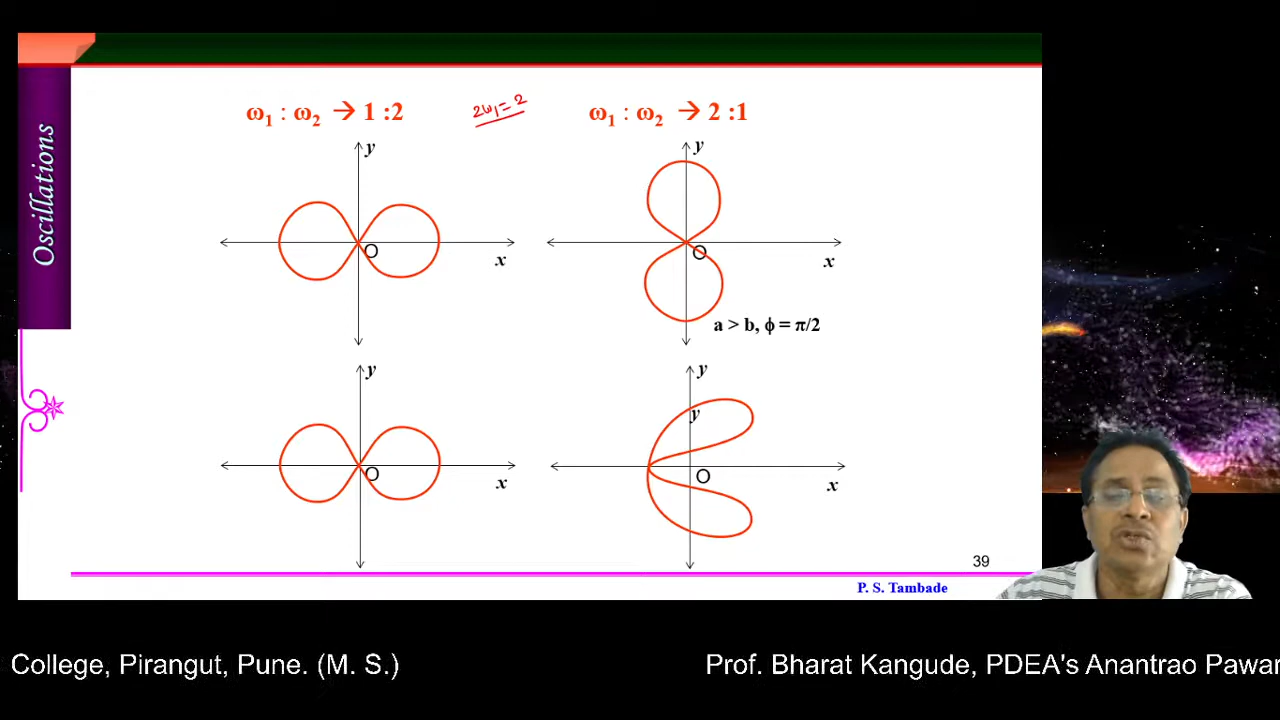 Oscillations
ω1 : ω2 → 1 :2
2ω1 = 2
ω1 : ω2 → 2 :1
y
O
x
y
O
x
a > b, ϕ = π/2
y
O
x
y
y
O
x
39
P. S. Tambade
College, Pirangut, Pune. (M. S.)
Prof. Bharat Kangude, PDEA's Anantrao Pawar